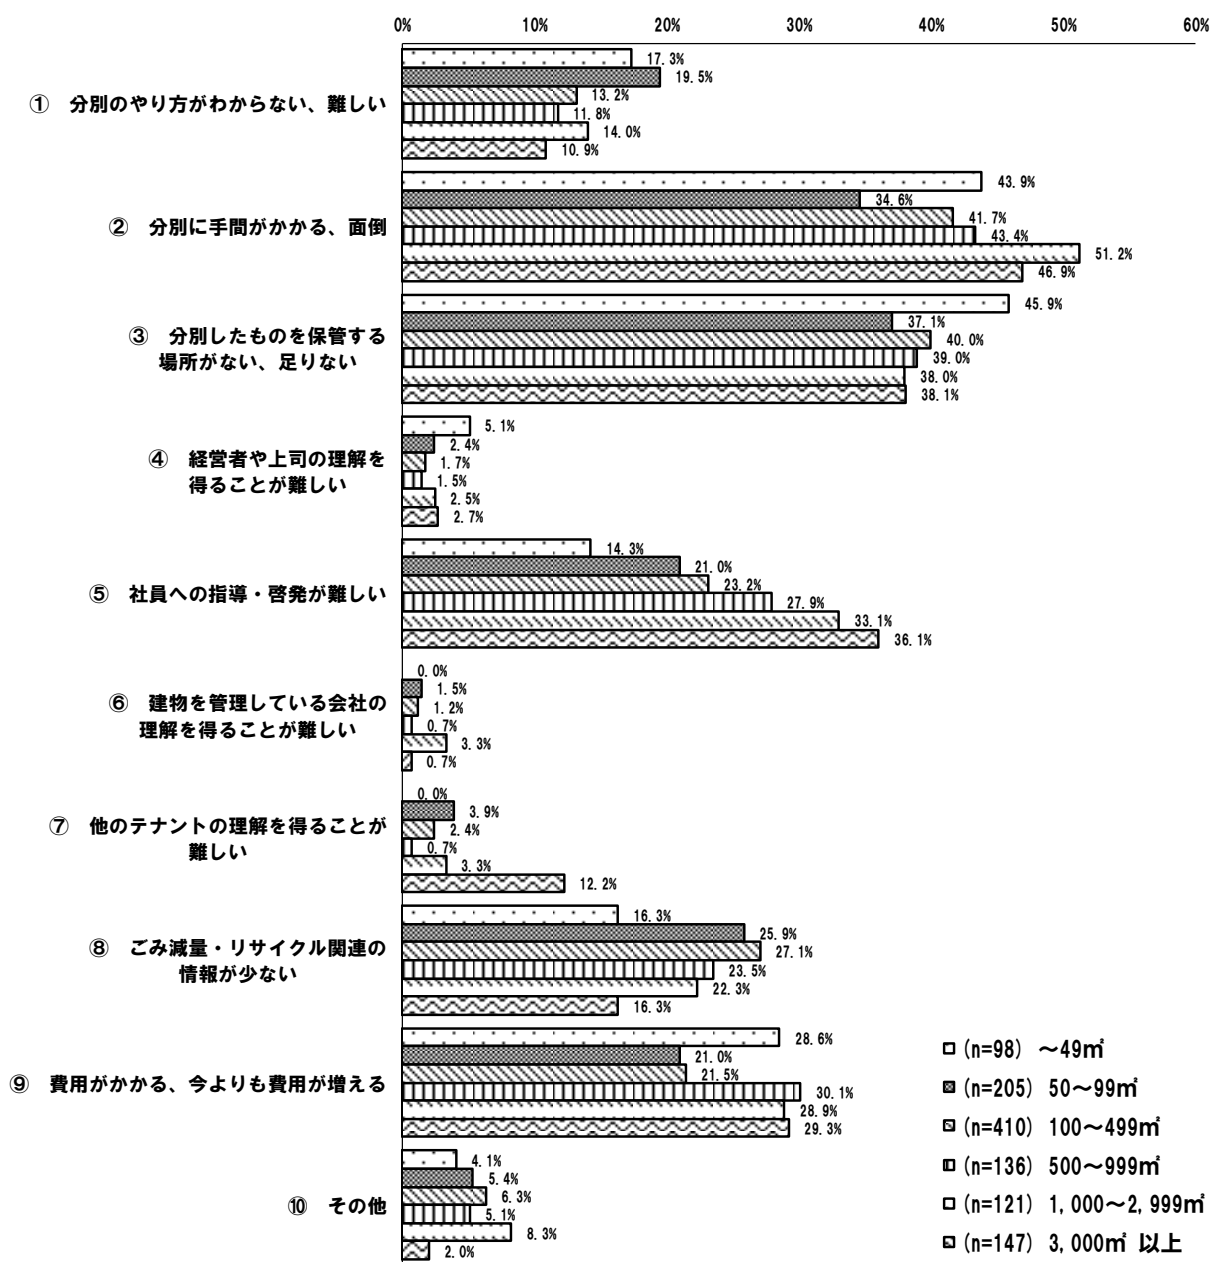 0% 10% 20% 30% 40% 50% 60%
① 分別のやり方がわからない、難しい
17.3%
19.5%
13.2%
11.8%
14.0%
10.9%
② 分別に手間がかかる、面倒
43.9%
34.6%
41.7%
43.4%
51.2%
46.9%
③ 分別したものを保管する
場所がない、足りない
45.9%
37.1%
40.0%
39.0%
38.0%
38.1%
④ 経営者や上司の理解を
得ることが難しい
5.1%
2.4%
1.7%
1.5%
2.5%
2.7%
⑤ 社員への指導・啓発が難しい
14.3%
21.0%
23.2%
27.9%
33.1%
36.1%
⑥ 建物を管理している会社の
理解を得ることが難しい
0.0%
1.5%
1.2%
0.7%
3.3%
0.7%
⑦ 他のテナントの理解を得ることが
難しい
0.0%
3.9%
2.4%
0.7%
3.3%
12.2%
⑧ ごみ減量・リサイクル関連の
情報が少ない
16.3%
25.9%
27.1%
23.5%
22.3%
16.3%
⑨ 費用がかかる、今よりも費用が増える
28.6%
21.0%
21.5%
30.1%
28.9%
29.3%
⑩ その他
4.1%
5.4%
6.3%
5.1%
8.3%
2.0%
(n=98) ~49㎡
(n=205) 50~99㎡
(n=410) 100~499㎡
(n=136) 500~999㎡
(n=121) 1,000~2,999㎡
(n=147) 3,000㎡ 以上